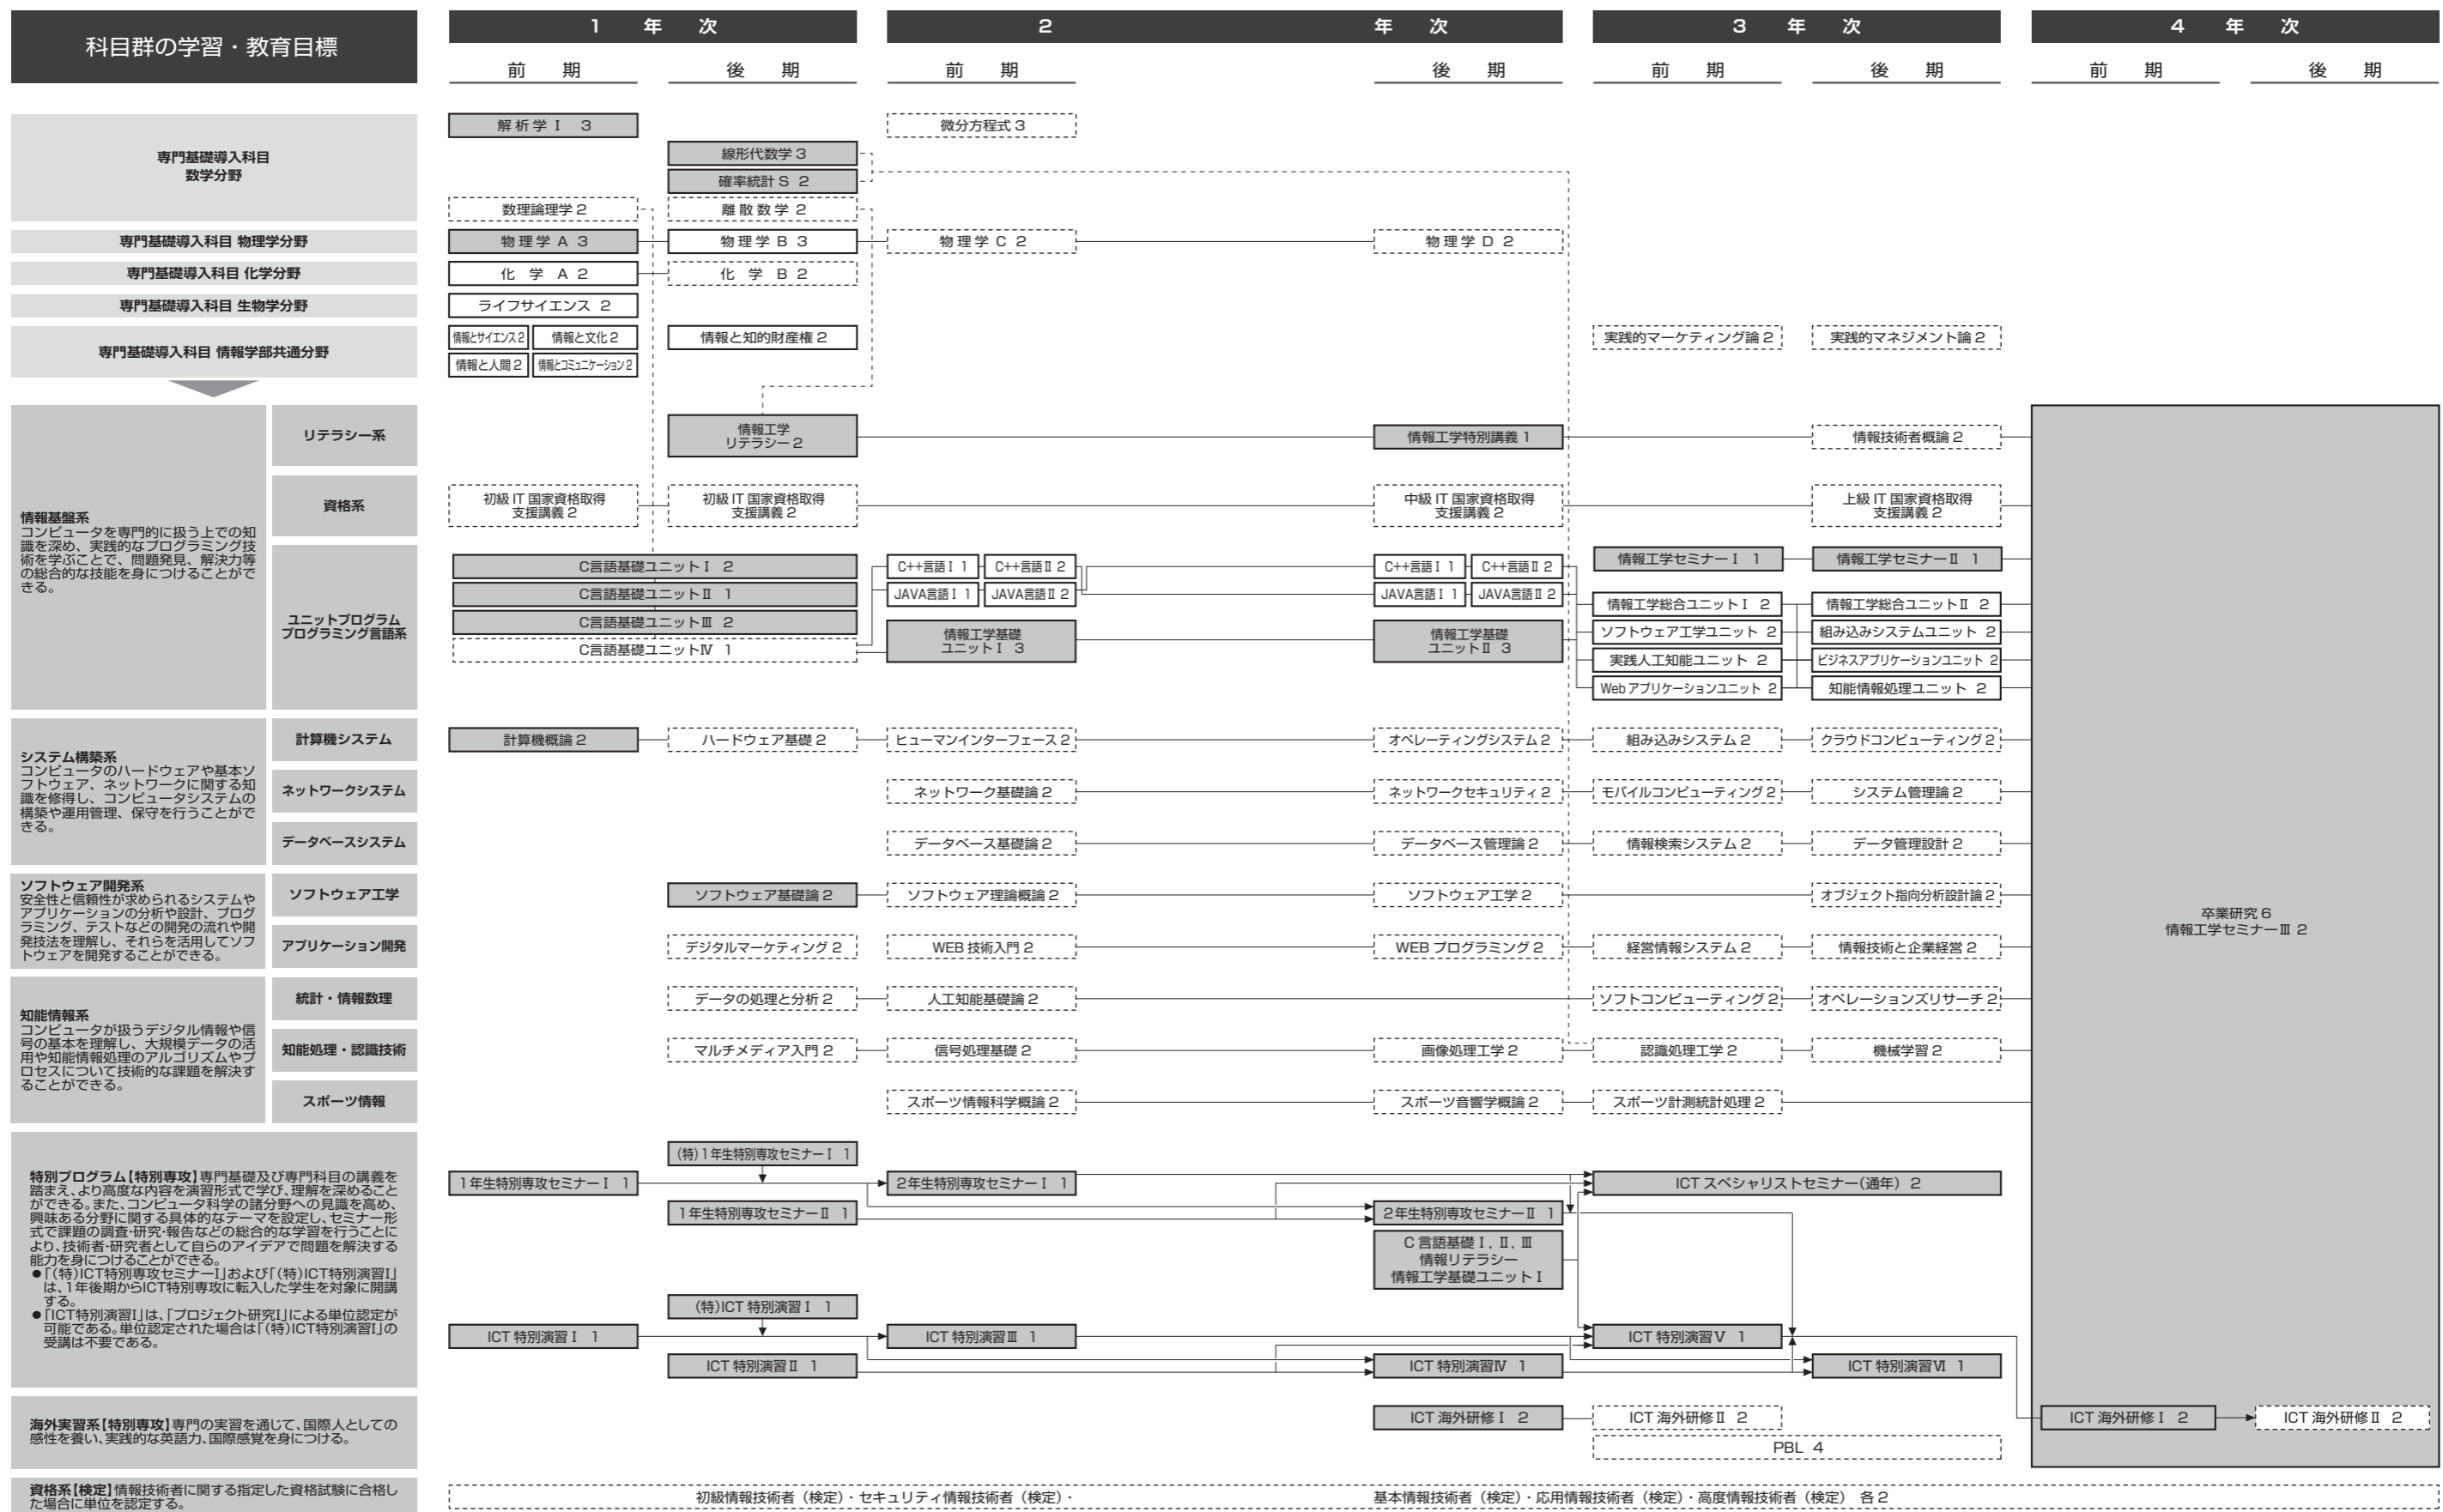 科目群の学習・教育目標
1 年 次
2 年 次
3 年 次
4 年 次
前 期
後 期
前 期
後 期
前 期
後 期
前 期
後 期
専門基礎導入科目
数学分野
解析学Ⅰ 3
微分方程式 3
線形代数学 3
確率統計 S 2
数理論理学 2
離散数学 2
専門基礎導入科目 物理学分野
物理学 A 3
物理学 B 3
物理学 C 2
物理学 D 2
専門基礎導入科目 化学分野
化 学 A 2
化 学 B 2
専門基礎導入科目 生物学分野
ライフサイエンス 2
専門基礎導入科目 情報学部共通分野
情報とサイエンス 2
情報と文化 2
情報と知的財産権 2
実践的マーケティング論 2
実践的マネジメント論 2
情報と人間 2
情報とコミュニケーション 2
情報基盤系
コンピュータを専門的に扱う上での知
識を深め、実践的なプログラミング技
術を学ぶことで、問題発見、解決力等
の総合的な技能を身につけることがで
きる。
リテラシー系
情報工学
リテラシー 2
情報工学特別講義 1
情報技術者概論 2
資格系
初級 IT 国家資格取得
支援講義 2
初級 IT 国家資格取得
支援講義 2
中級 IT 国家資格取得
支援講義 2
上級 IT 国家資格取得
支援講義 2
ユニットプログラム
プログラミング言語系
C言語基礎ユニットⅠ 2
C言語基礎ユニットⅡ 1
C言語基礎ユニットⅢ 2
C言語基礎ユニットⅣ 1
C++言語Ⅰ 1
C++言語Ⅱ 2
JAVA言語Ⅰ 1
JAVA言語Ⅱ 2
情報工学基礎
ユニットⅠ 3
C++言語Ⅰ 1
C++言語Ⅱ 2
JAVA言語Ⅰ 1
JAVA言語Ⅱ 2
情報工学基礎
ユニットⅡ 3
情報工学セミナーⅠ 1
情報工学セミナーⅡ 1
情報工学総合ユニットⅠ 2
情報工学総合ユニットⅡ 2
ソフトウェア工学ユニット 2
組み込みシステムユニット 2
実践人工知能ユニット 2
ビジネスアプリケーションユニット 2
Web アプリケーションユニット 2
知能情報処理ユニット 2
システム構築系
コンピュータのハードウェアや基本ソ
フトウェア、ネットワークに関する知
識を修得し、コンピュータシステムの
構築や運用管理、保守を行うことがで
きる。
計算機システム
計算機概論 2
ハードウェア基礎 2
ヒューマンインターフェース 2
オペレーティングシステム 2
組み込みシステム 2
クラウドコンピューティング 2
ネットワークシステム
ネットワーク基礎論 2
ネットワークセキュリティ 2
モバイルコンピューティング 2
システム管理論 2
データベースシステム
データベース基礎論 2
データベース管理論 2
情報検索システム 2
データ管理設計 2
ソフトウェア開発系
安全性と信頼性が求められるシステムや
アプリケーションの分析や設計、プログ
ラミング、テストなどの開発の流れや開
発技法を理解し、それらを活用してソフ
トウェアを開発することができる。
ソフトウェア工学
ソフトウェア基礎論 2
ソフトウェア理論概論 2
ソフトウェア工学 2
オブジェクト指向分析設計論 2
アプリケーション開発
デジタルマーケティング 2
WEB 技術入門 2
WEB プログラミング 2
経営情報システム 2
情報技術と企業経営 2
卒業研究 6
情報工学セミナーⅢ 2
知能情報系
コンピュータが扱うデジタル情報や信
号の基本を理解し、大規模データの活
用や知能情報処理のアルゴリズムやプ
ロセスについて技術的な課題を解決す
ることができる。
統計・情報数理
データの処理と分析 2
人工知能基礎論 2
ソフトコンピューティング 2
オペレーションズリサーチ 2
知能処理・認識技術
マルチメディア入門 2
信号処理基礎 2
画像処理工学 2
認識処理工学 2
機械学習 2
スポーツ情報
スポーツ情報科学概論 2
スポーツ音響学概論 2
スポーツ計測統計処理 2
特別プログラム【特別専攻】専門基礎及び専門科目の講義を
踏まえ、より高度な内容を演習形式で学び、理解を深めること
ができる。また、コンピュータ科学の諸分野への見識を高め、
興味ある分野に関する具体的なテーマを設定し、セミナー形
式で課題の調査・研究・報告などの総合的な学習を行うことに
より、技術者・研究者として自らのアイデアで問題を解決する
能力を身につけることができる。
●「(特)ICT特別専攻セミナーI」および「(特)ICT特別演習I」
は、1年後期からICT特別専攻に転入した学生を対象に開講
する。
●「ICT特別演習I」は、「プロジェクト研究I」による単位認定が
可能である。単位認定された場合は「(特)ICT特別演習I」の
受講は不要である。
(特)1年生特別専攻セミナーⅠ 1
1年生特別専攻セミナーⅠ 1
2年生特別専攻セミナーⅠ 1
ICT スペシャリストセミナー(通年) 2
1年生特別専攻セミナーⅡ 1
2年生特別専攻セミナーⅡ 1
C 言語基礎Ⅰ, Ⅱ, Ⅲ
情報リテラシー
情報工学基礎ユニットⅠ
(特)ICT 特別演習Ⅰ 1
ICT 特別演習Ⅰ 1
ICT 特別演習Ⅲ 1
ICT 特別演習Ⅴ 1
ICT 特別演習Ⅱ 1
ICT 特別演習Ⅳ 1
ICT 特別演習Ⅵ 1
海外実習系【特別専攻】専門の実習を通じて、国際人としての
感性を養い、実践的な英語力、国際感覚を身につける。
ICT 海外研修Ⅰ 2
ICT 海外研修Ⅱ 2
ICT 海外研修Ⅰ 2
ICT 海外研修Ⅱ 2
PBL 4
資格系【検定】情報技術者に関する指定した資格試験に合格し
た場合に単位を認定する。
初級情報技術者（検定）・セキュリティ情報技術者（検定）・
基本情報技術者（検定）・応用情報技術者（検定）・高度情報技術者（検定） 各 2